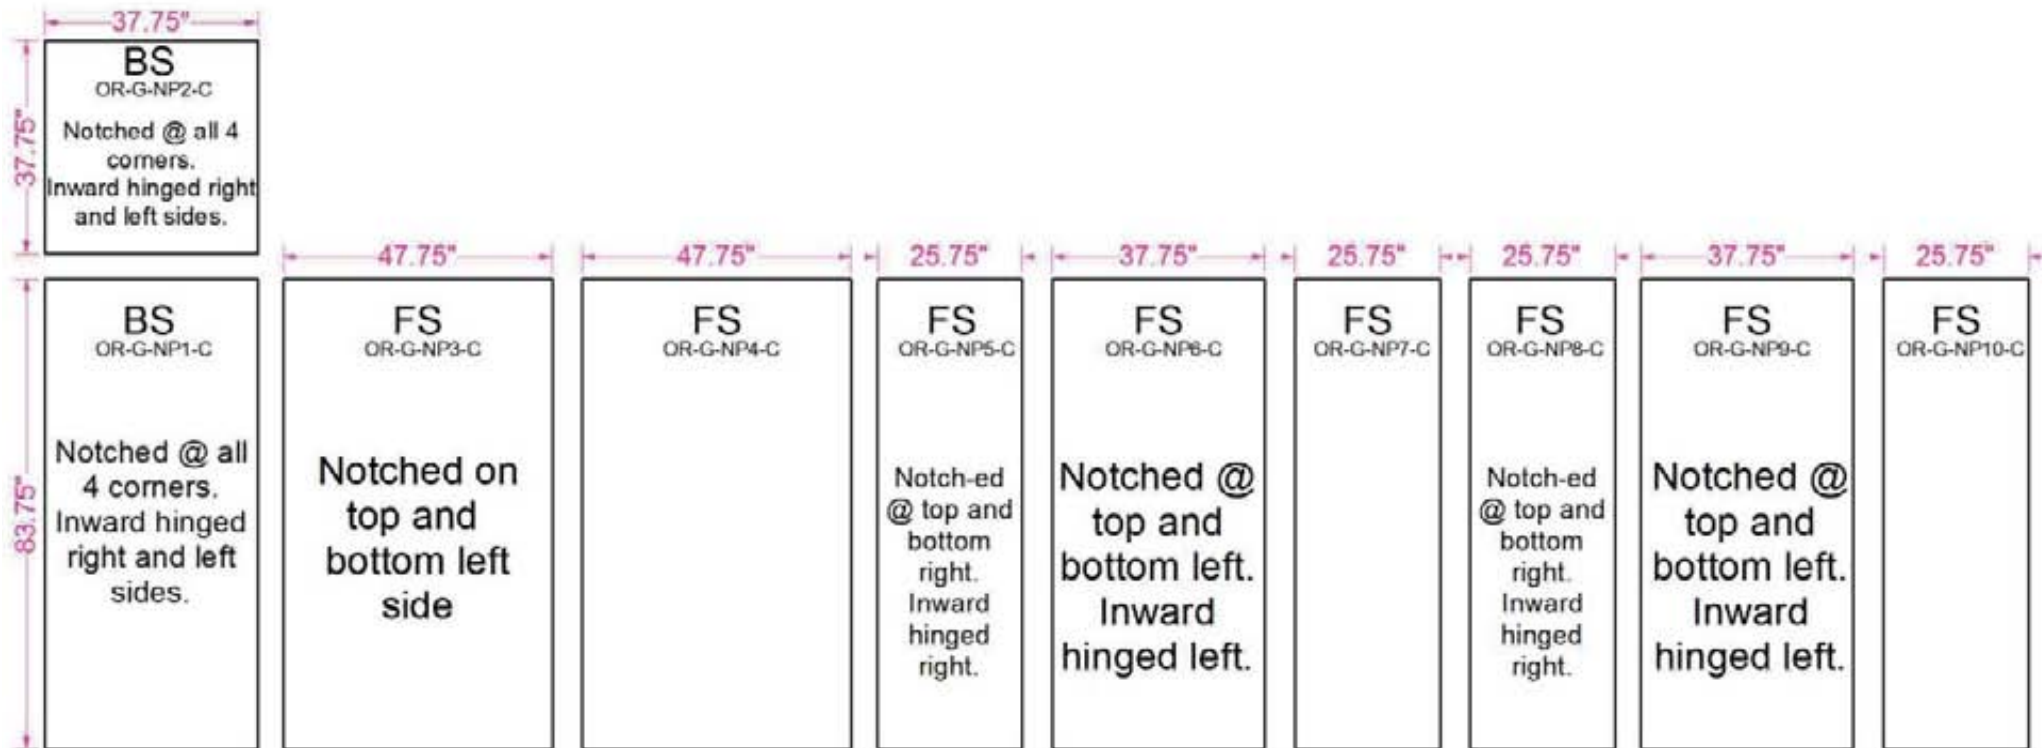 37.75"
37.75"
BS
OR-G-NP2-C
Notched @ all 4
corners.
Inward hinged right
and left sides.
47.75"
47.75"
25.75"
37.75"
25.75"
25.75"
37.75"
25.75"
83.75"
BS
OR-G-NP1-C
Notched @ all
4 corners.
Inward hinged
right and left
sides.
FS
OR-G-NP3-C
Notched on
top and
bottom left
side
FS
OR-G-NP4-C
FS
OR-G-NP5-C
Notch-ed
@ top and
bottom
right.
Inward
hinged
right.
FS
OR-G-NP6-C
Notched @
top and
bottom left.
Inward
hinged left.
FS
OR-G-NP7-C
FS
OR-G-NP8-C
Notch-ed
@ top and
bottom
right.
Inward
hinged
right.
FS
OR-G-NP9-C
Notched @
top and
bottom left.
Inward
hinged left.
FS
OR-G-NP10-C